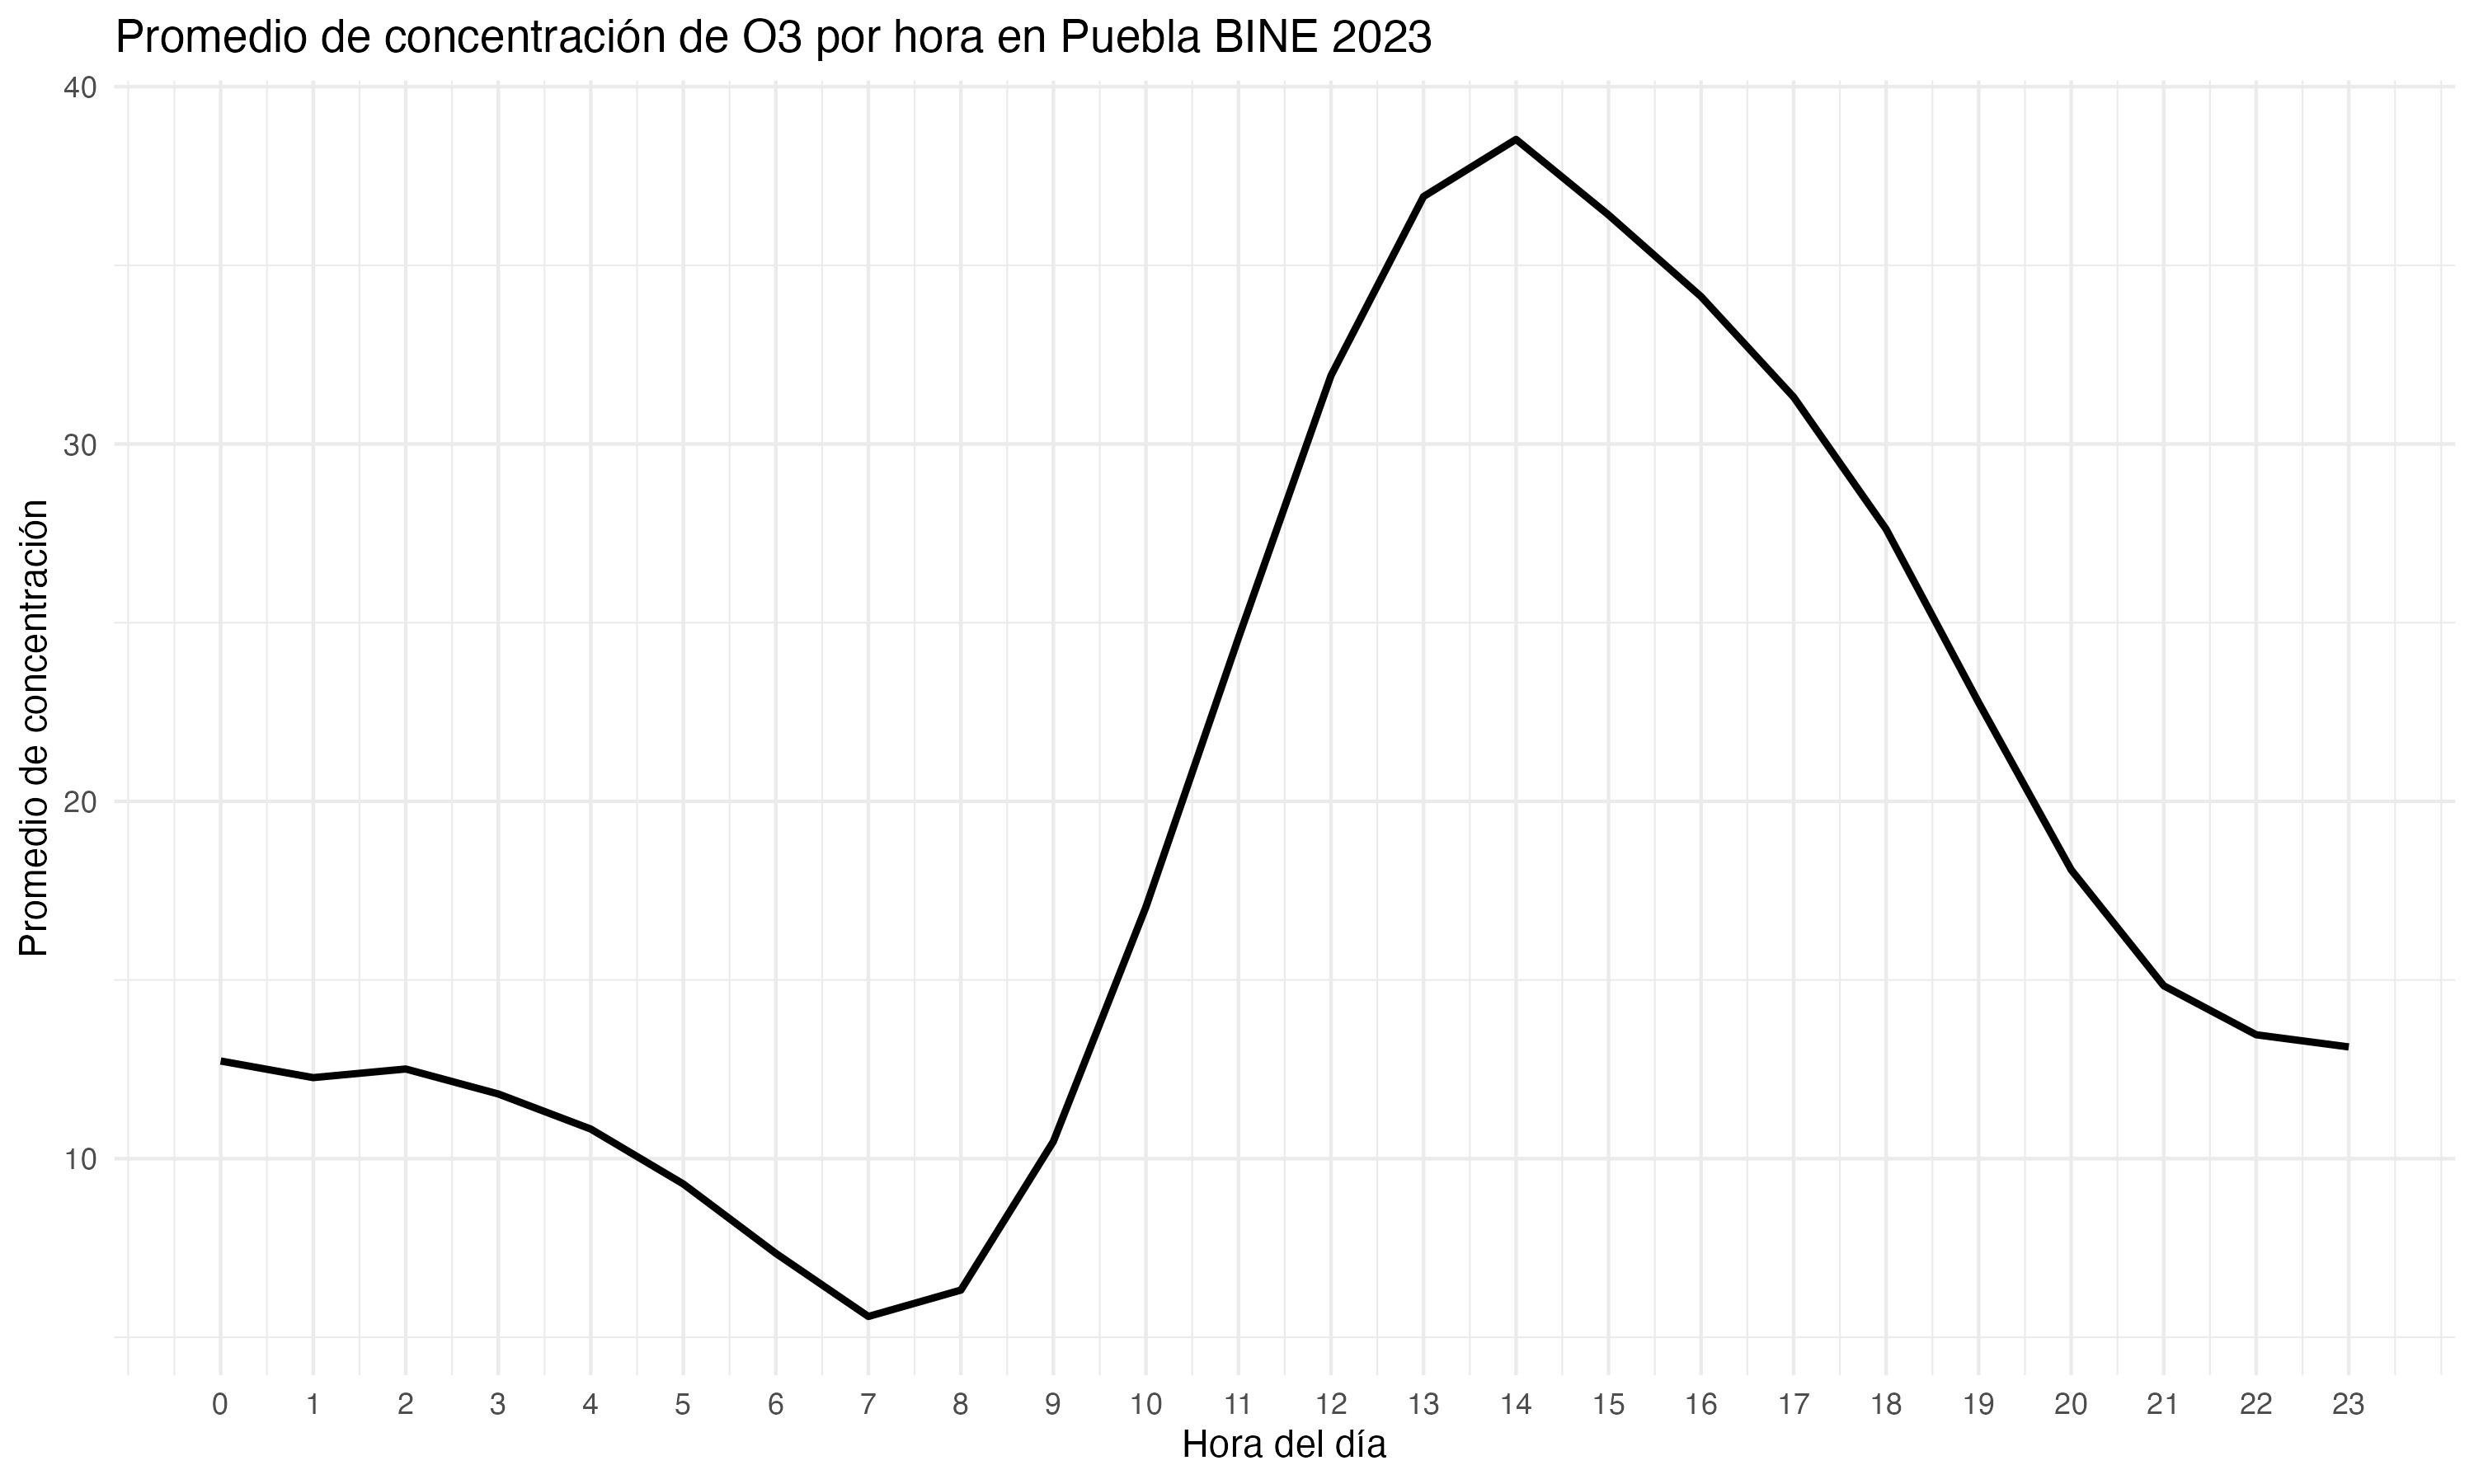 Promedio de concentración de O3 por hora en Puebla BINE 2023
Promedio de concentración
40
30
20
10
0 1 2 3 4 5 6 7 8 9 10 11 12 13 14 15 16 17 18 19 20 21 22 23
Hora del día